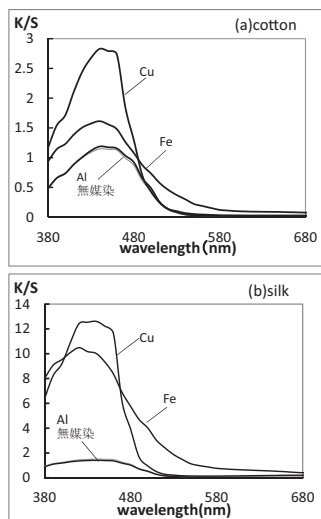 K/S
(a)cotton
3
2.5
2
1.5
1
0.5
0
Cu
Fe
Al
無媒染
380 480 580 680
wavelength(nm)
K/S
(b)silk
14
12
10
8
6
4
2
0
Cu
Fe
Al
無媒染
380 480 580 680
wavelength(nm)